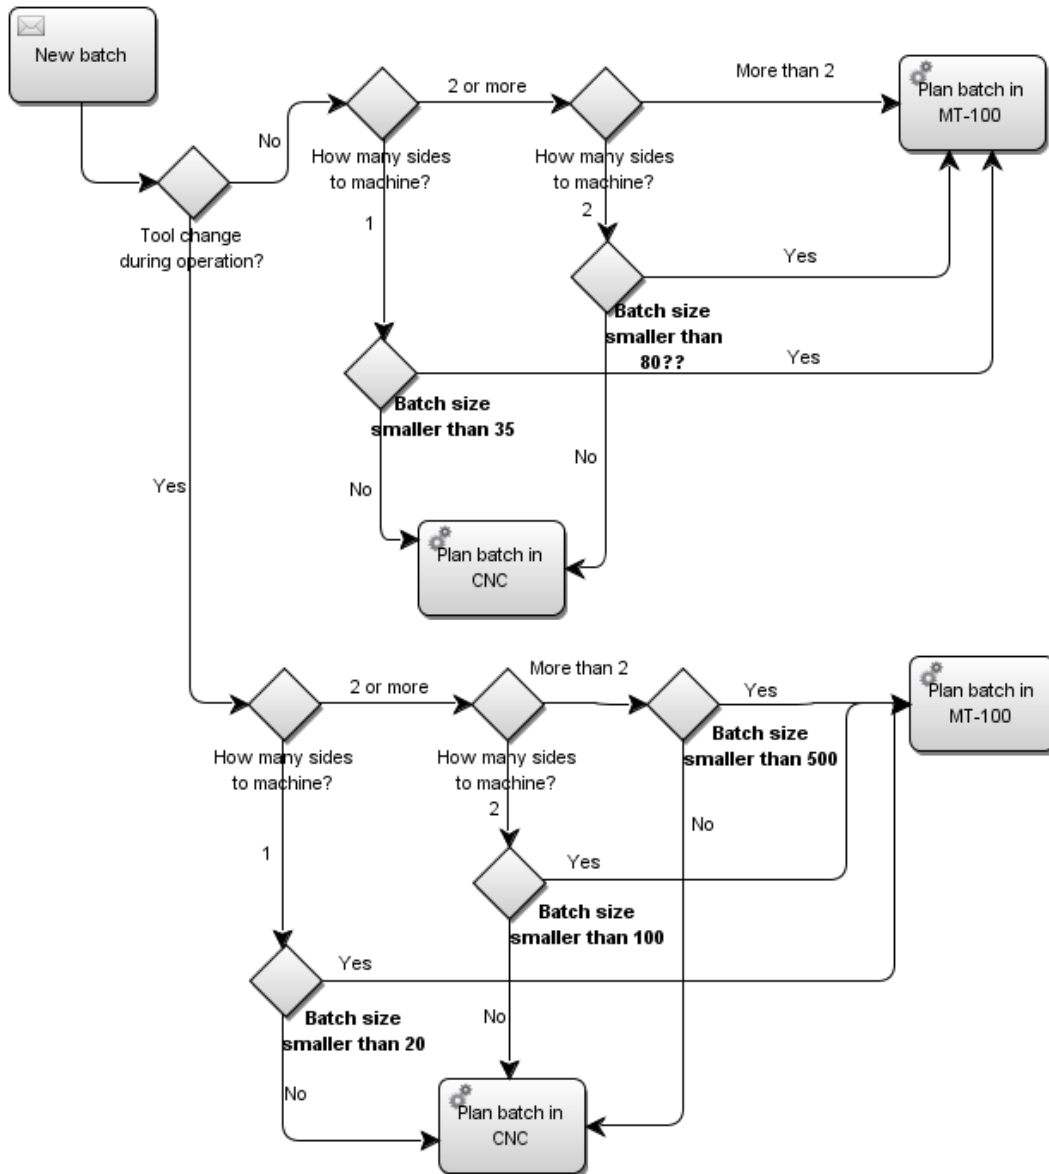 New batch
Tool change
during operation?
No
How many sides
to machine?
2 or more
How many sides
to machine?
More than 2
Plan batch in
MT-100
1
2
Batch size
smaller than
80??
Yes
Batch size
smaller than 35
Yes
No
No
Plan batch in
CNC
Yes
How many sides
to machine?
2 or more
How many sides
to machine?
More than 2
Batch size
smaller than 500
Yes
Plan batch in
MT-100
1
2
No
Batch size
smaller than 100
Yes
Batch size
smaller than 20
Yes
No
No
Plan batch in
CNC